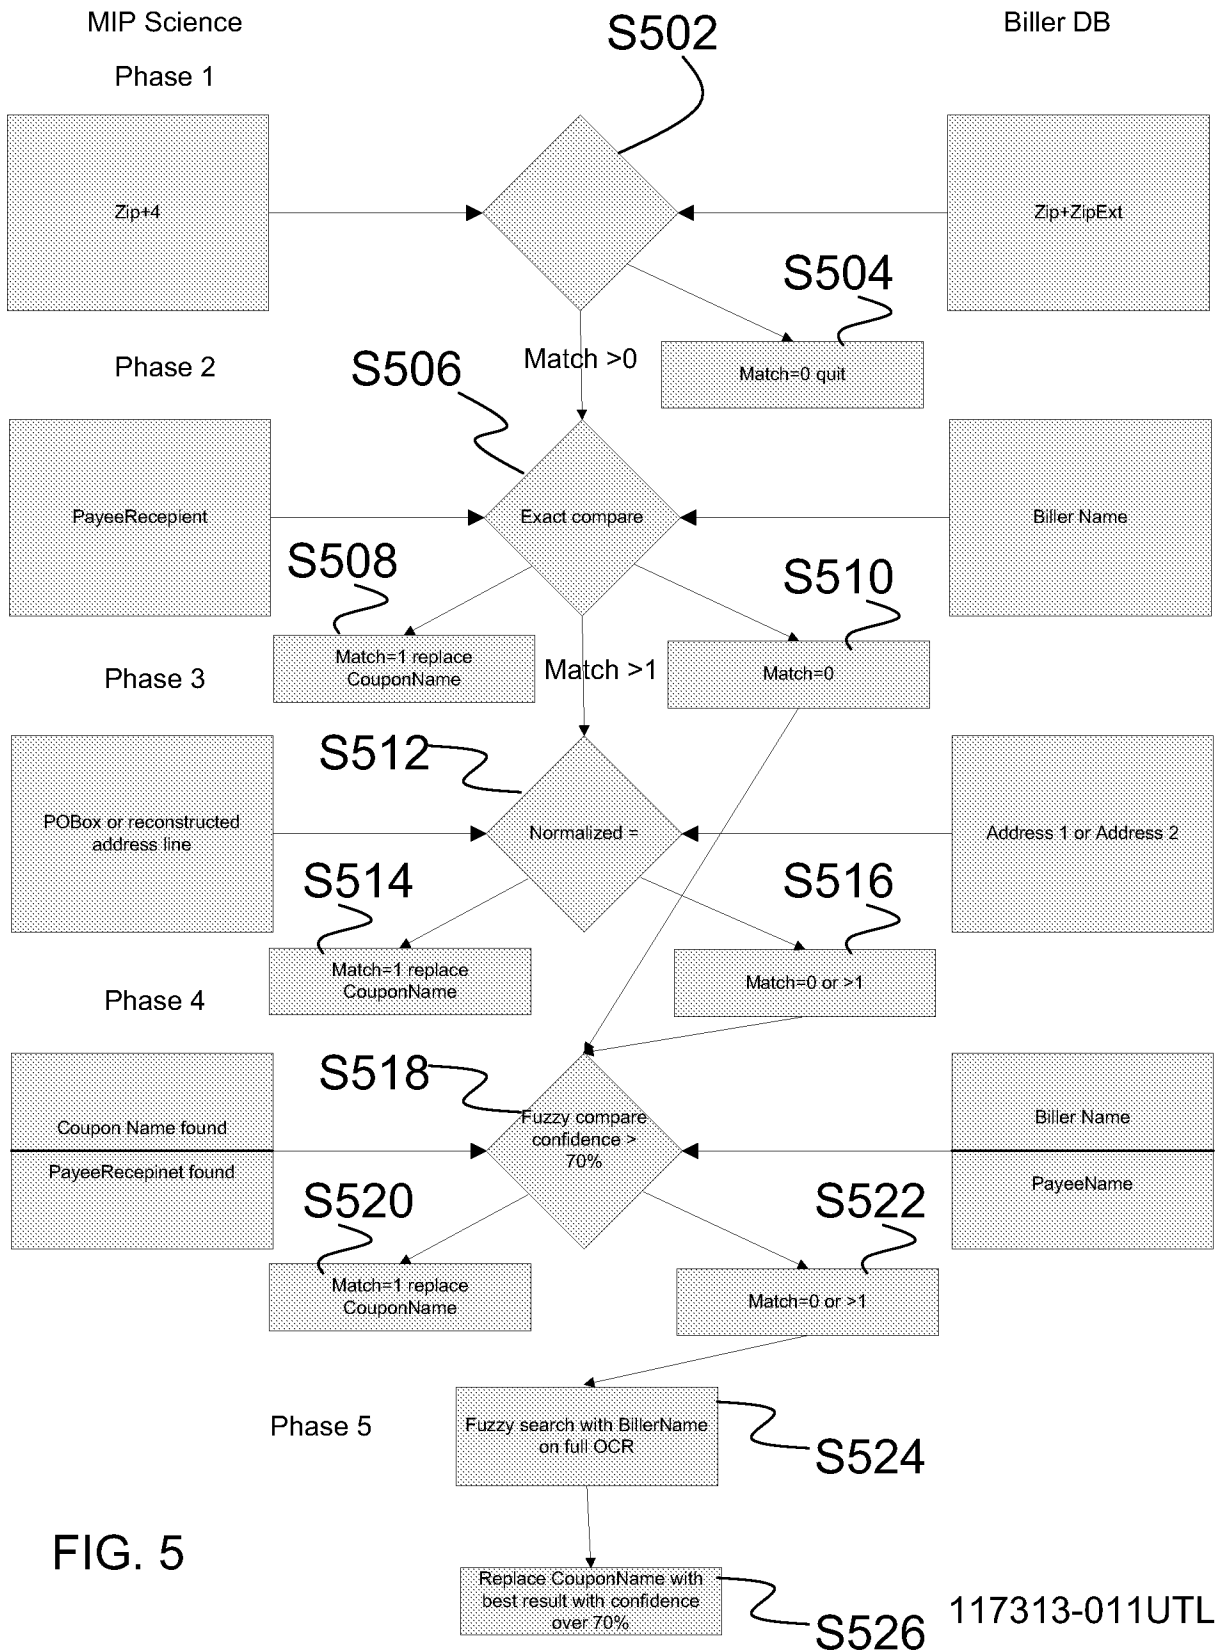 MIP Science
S502
Biller DB
Phase 1
Zip+4
Zip+ZipExt
S504
Match >0
Match=0 quit
Phase 2
S506
PayeeRecepient
Exact compare
Biller Name
S508
S510
Match=1 replace
CouponName
Match >1
Match=0
Phase 3
S512
POBox or reconstructed
address line
Normalized =
Address 1 or Address 2
S514
S516
Match=1 replace
CouponName
Match=0 or >1
Phase 4
S518
Coupon Name found
PayeeRecepinet found
Fuzzy compare
confidence >
70%
Biller Name
PayeeName
S520
S522
Match=1 replace
CouponName
Match=0 or >1
Phase 5
Fuzzy search with BillerName
on full OCR
S524
FIG. 5
Replace CouponName with
best result with confidence
over 70%
S526
117313-011UTL